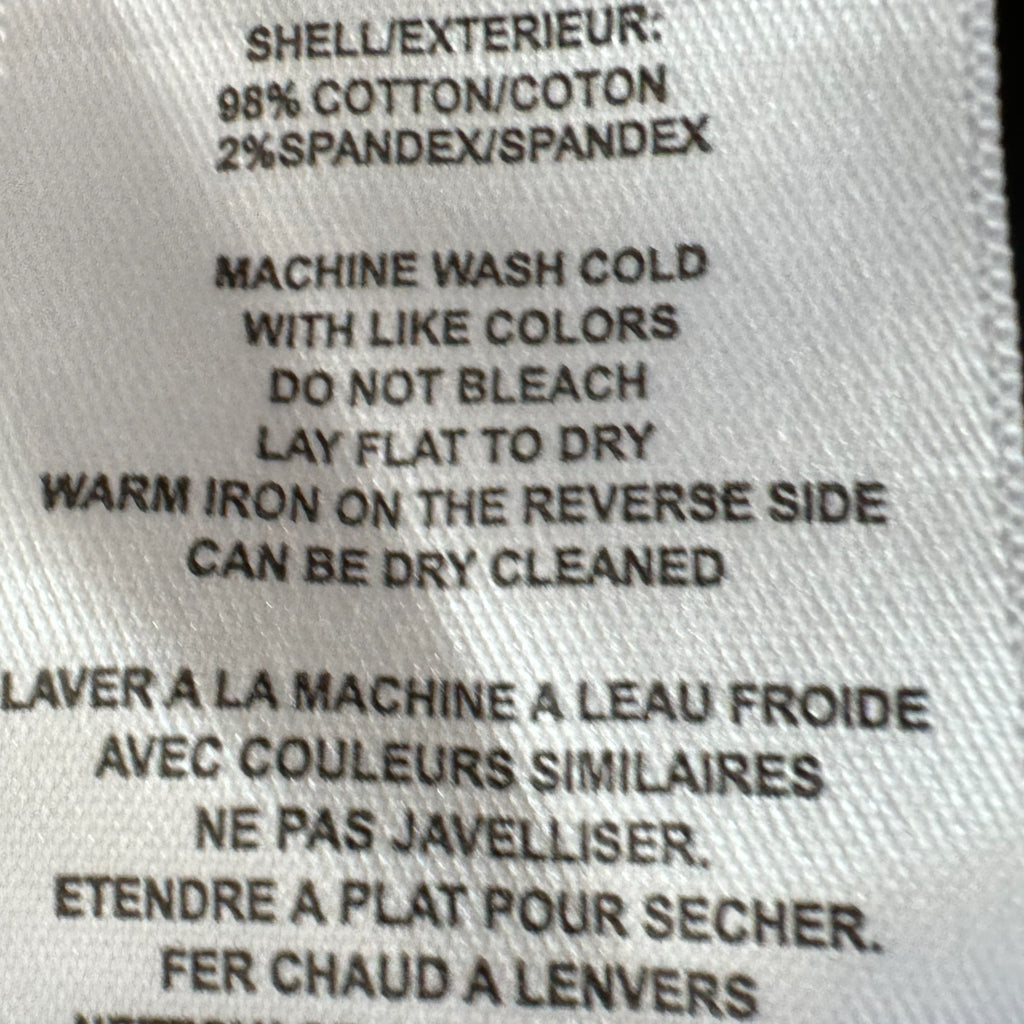 SHELL/EXTERIEUR:
98% COTTON/COTON
2%SPANDEX/SPANDEX
MACHINE WASH COLD
WITH LIKE COLORS
DO NOT BLEACH
LAY FLAT TO DRY
WARM IRON ON THE REVERSE SIDE
CAN BE DRY CLEANED
LAVER A LA MACHINE A LEAU FROIDE
AVEC COULEURS SIMILAIRES
NE PAS JAVELLISER.
ETENDRE A PLAT POUR SECHER.
FER CHAUD A LENVERS